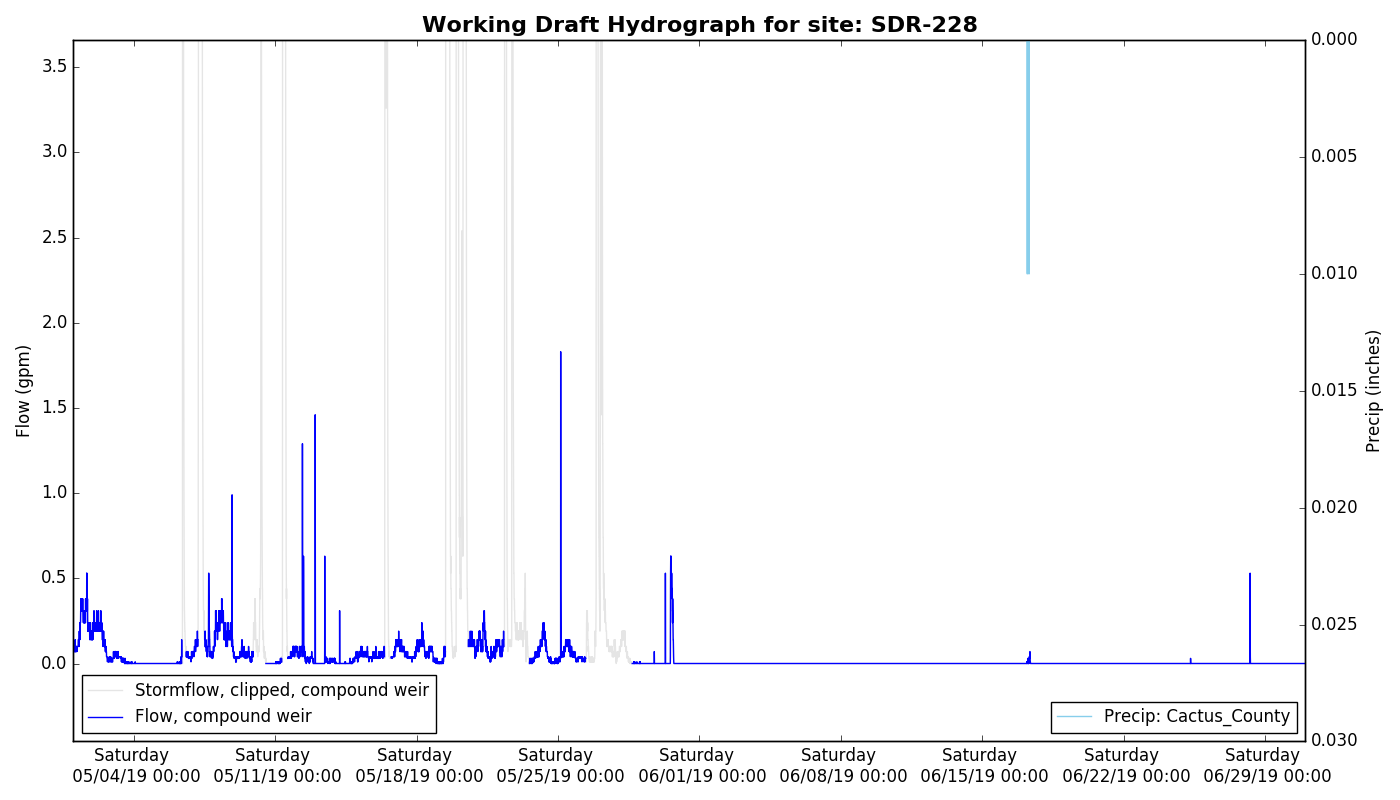 Working Draft Hydrograph for site: SDR-228
3.5
3.0
2.5
2.0
1.5
1.0
0.5
0.0
Flow (gpm)
0.000
0.005
0.010
0.015
0.020
0.025
0.030
Precip (inches)
Stormflow, clipped, compound weir
Flow, compound weir
Precip: Cactus_County
Saturday
05/04/19 00:00
Saturday
05/11/19 00:00
Saturday
05/18/19 00:00
Saturday
05/25/19 00:00
Saturday
06/01/19 00:00
Saturday
06/08/19 00:00
Saturday
06/15/19 00:00
Saturday
06/22/19 00:00
Saturday
06/29/19 00:00